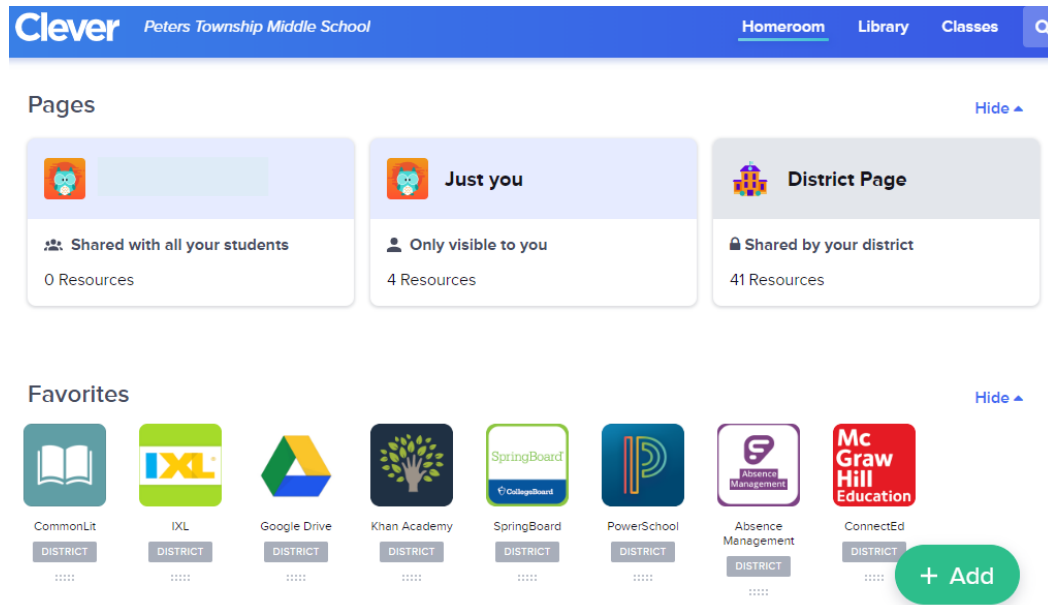 Clever Peters Township Middle School Homeroom Library Classes
Pages Hide
Just you District Page
Shared with all your students Only visible to you Shared by your district
0 Resources 4 Resources 41 Resources
Favorites Hide
IXL
SpringBoard
CollegeBoard
Absence
Management
Mc
Graw
Hill
Education
CommonLit IXL Google Drive Khan Academy SpringBoard PowerSchool Absence Management ConnectEd
DISTRICT DISTRICT DISTRICT DISTRICT DISTRICT DISTRICT DISTRICT DISTRICT
+ Add